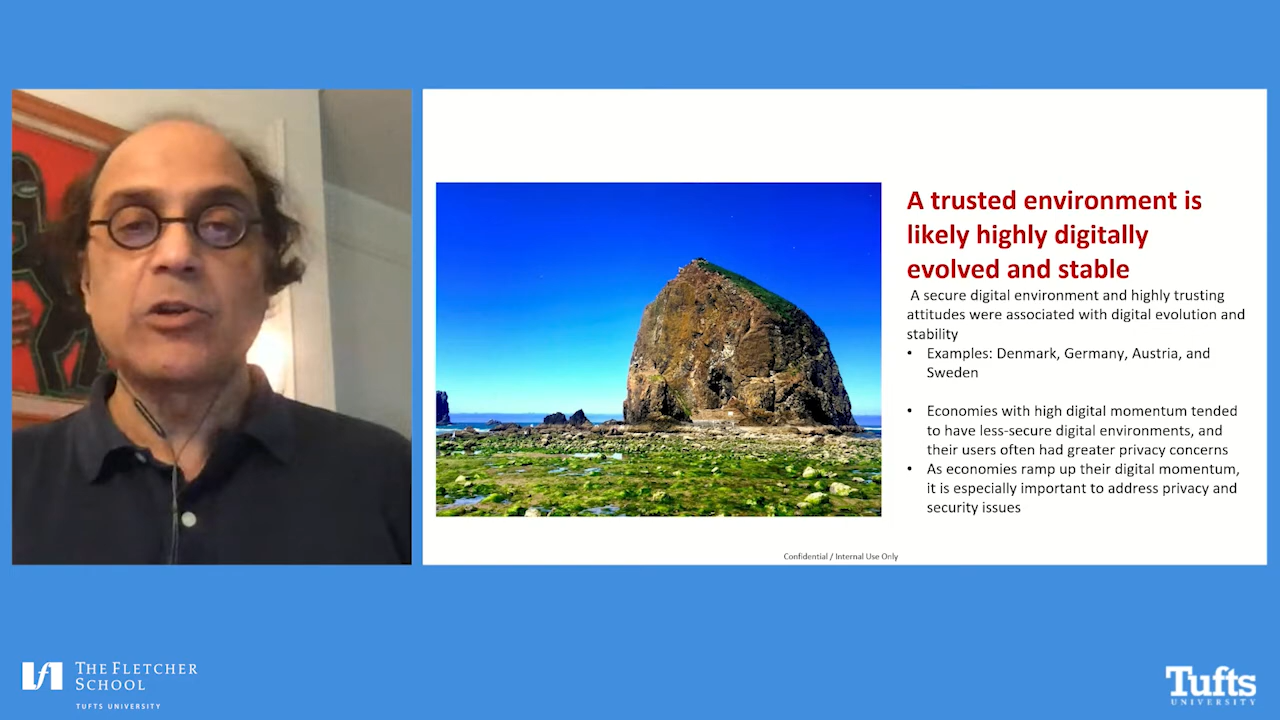 A trusted environment is
likely highly digitally
evolved and stable
A secure digital environment and highly trusting
attitudes were associated with digital evolution and
stability
• Examples: Denmark, Germany, Austria, and
Sweden
• Economies with high digital momentum tended
to have less-secure digital environments, and
their users often had greater privacy concerns
• As economies ramp up their digital momentum,
it is especially important to address privacy and
security issues
Confidential / Internal Use Only
THE FLETCHER
SCHOOL
TUFTS UNIVERSITY
Tufts
UNIVERSITY